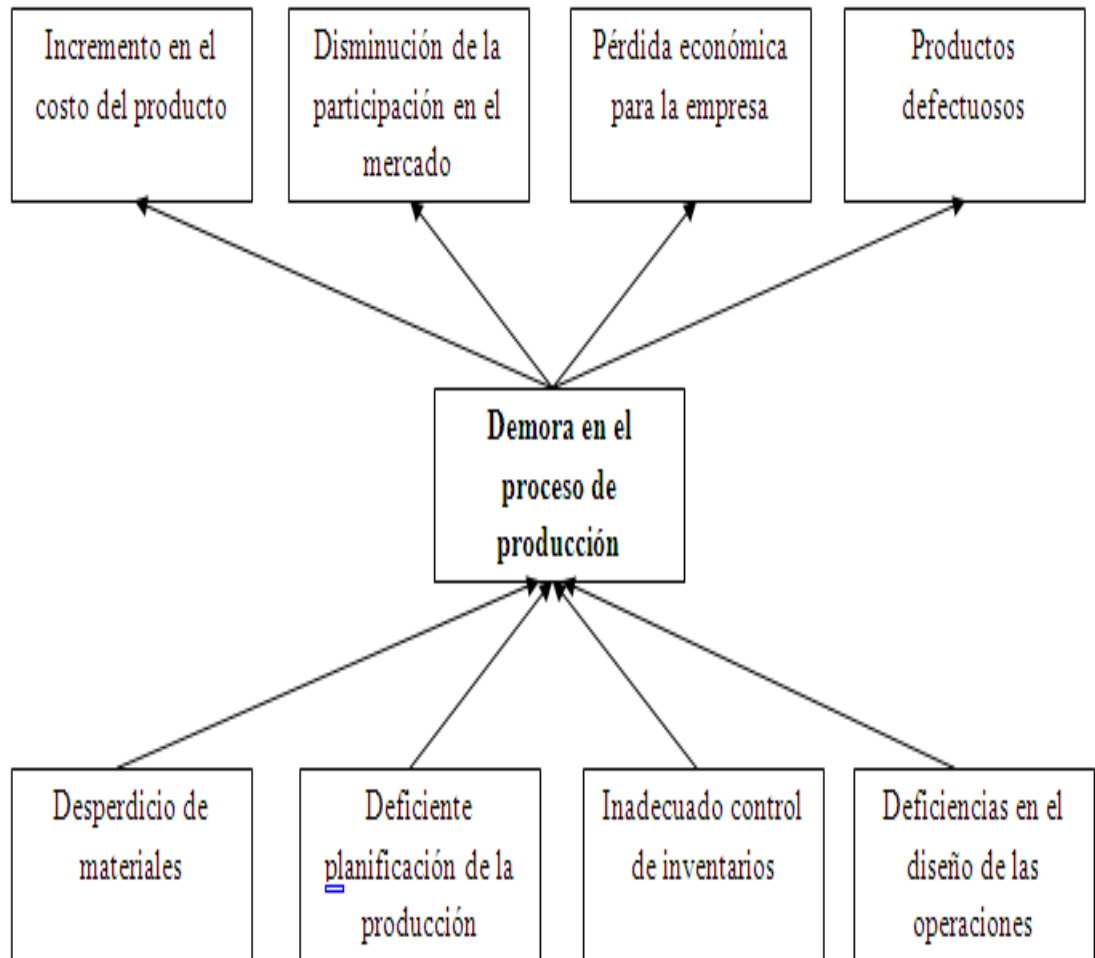 Incremento en el
costo del producto
Disminución de la
participación en el
mercado
Pérdida económica
para la empresa
Productos
defectuosos
Demora en el
proceso de
producción
Desperdicio de
materiales
Deficiente
planificación de la
producción
Inadecuado control
de inventarios
Deficiencias en el
diseño de las
operaciones